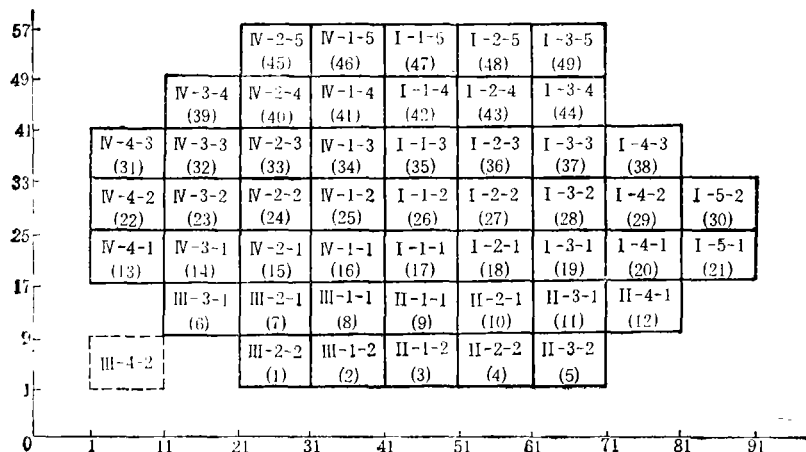 57
IV-2-5 IV-1-5 I-1-5 I-2-5 I-3-5
(45) (46) (47) (48) (49)
49
IV-3-4 IV-2-4 IV-1-4 I-1-4 I-2-4 I-3-4
(39) (40) (41) (42) (43) (44)
41
IV-4-3 IV-3-3 IV-2-3 IV-1-3 I-1-3 I-2-3 I-3-3 I-4-3
(31) (32) (33) (34) (35) (36) (37) (38)
33
IV-4-2 IV-3-2 IV-2-2 IV-1-2 I-1-2 I-2-2 I-3-2 I-4-2 I-5-2
(22) (23) (24) (25) (26) (27) (28) (29) (30)
25
IV-4-1 IV-3-1 IV-2-1 IV-1-1 I-1-1 I-2-1 I-3-1 I-4-1 I-5-1
(13) (14) (15) (16) (17) (18) (19) (20) (21)
17
III-3-1 III-2-1 III-1-1 II-1-1 II-2-1 II-3-1 II-4-1
(6) (7) (8) (9) (10) (11) (12)
9
III-4-2 III-2-2 III-1-2 II-1-2 II-2-2 II-3-2
(1) (2) (3) (4) (5)
1
0 1 11 21 31 41 51 61 71 81 91